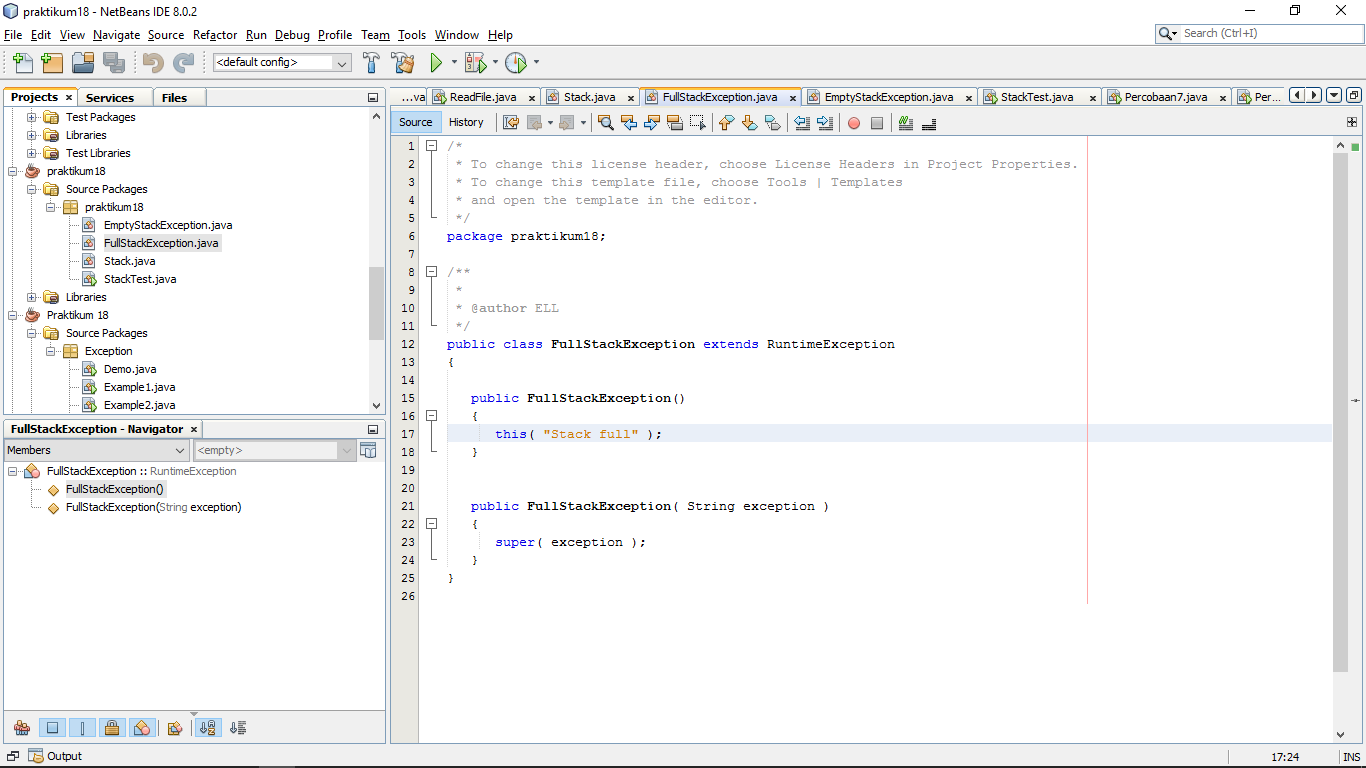 praktikum18 - NetBeans IDE 8.0.2
File Edit View Navigate Source Refactor Run Debug Profile Team Tools Window Help
Search (Ctrl+I)
<default config>
Projects Services Files
Test Packages
Libraries
Test Libraries
praktikum18
Source Packages
praktikum18
EmptyStackException.java
FullStackException.java
Stack.java
StackTest.java
Libraries
Praktikum 18
Source Packages
Exception
Demo.java
Example1.java
Example2.java
FullStackException - Navigator
Members <empty>
FullStackException :: RuntimeException
FullStackException()
FullStackException(String exception)
...va ReadFile.java Stack.java FullStackException.java EmptyStackException.java StackTest.java Percobaan7.java Per...
Source History
1 /*
2 * To change this license header, choose License Headers in Project Properties.
3 * To change this template file, choose Tools | Templates
4 * and open the template in the editor.
5 */
6 package praktikum18;
7
8 /**
9 *
10 * @author ELL
11 */
12 public class FullStackException extends RuntimeException
13 {
14
15 public FullStackException()
16 {
17 this( "Stack full" );
18 }
19
20
21 public FullStackException( String exception )
22 {
23 super( exception );
24 }
25 }
26
Output
17:24 INS